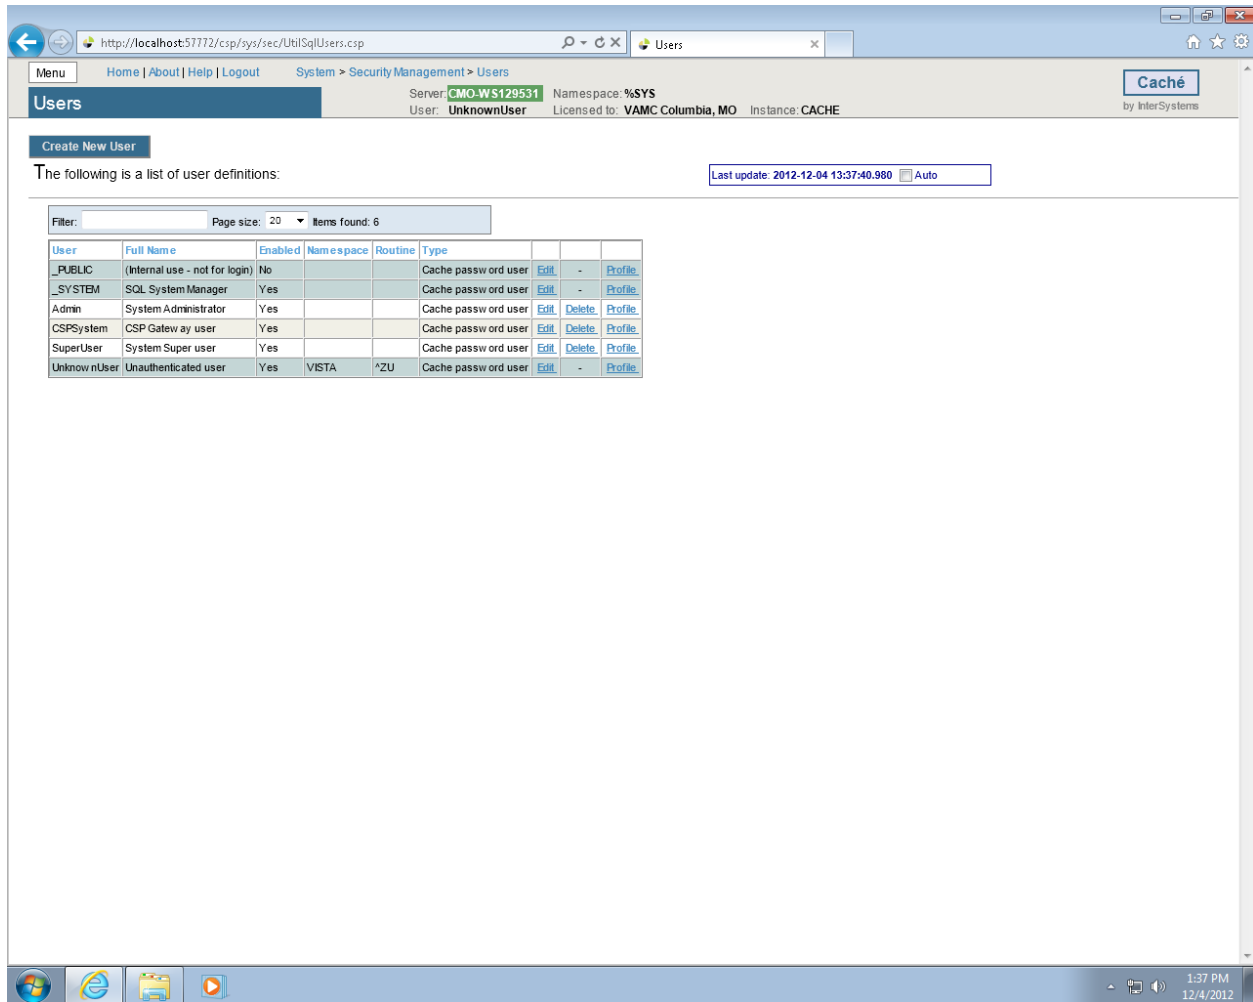 http://localhost:57772/csp/sys/sec/UtilSqlUsers.csp
Users
Menu Home | About | Help | Logout System > Security Management > Users
Users
Server: CMO-WS129531 Namespace: %SYS
User: UnknownUser Licensed to: VAMC Columbia, MO Instance: CACHE
Caché
by InterSystems
Create New User
The following is a list of user definitions:
Last update: 2012-12-04 13:37:40.980 Auto
Filter: Page size: 20 Items found: 6
User Full Name Enabled Namespace Routine Type
_PUBLIC (Internal use - not for login) No Cache password user Edit - Profile
_SYSTEM SQL System Manager Yes Cache password user Edit - Profile
Admin System Administrator Yes Cache password user Edit Delete Profile
CSPSystem CSP Gateway user Yes Cache password user Edit Delete Profile
SuperUser System Super user Yes Cache password user Edit Delete Profile
UnknownUser Unauthenticated user Yes VISTA ^ZU Cache password user Edit - Profile
1:37 PM
12/4/2012